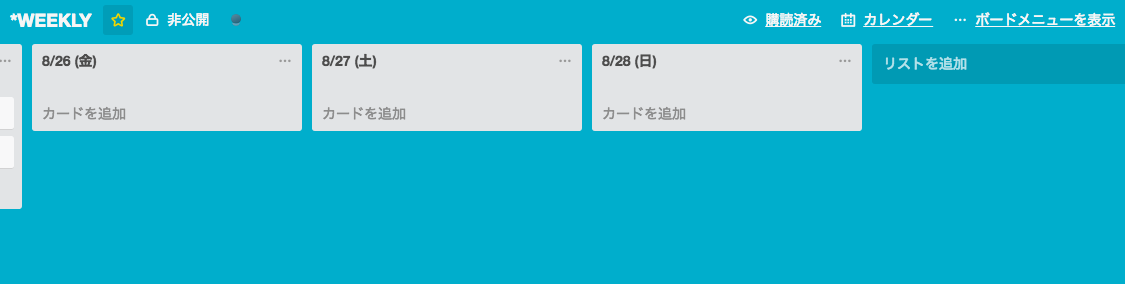 *WEEKLY 非公開 購読済み カレンダー ボードメニューを表示
8/26 (金) 8/27 (土) 8/28 (日) リストを追加
カードを追加 カードを追加 カードを追加